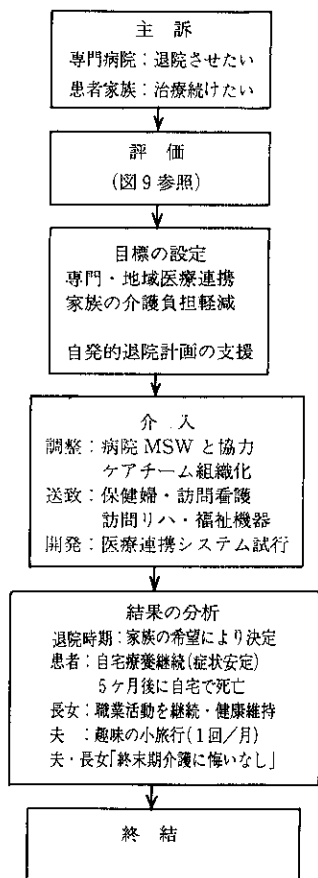 主 訴
専門病院：退院させたい
患者家族：治療続けたい
評 価
(図9参照)
目標の設定
専門・地域医療連携
家族の介護負担軽減
自発的退院計画の支援
介 入
調整：病院MSWと協力
ケアチーム組織化
送致：保健婦・訪問看護
訪問リハ・福祉機器
開発：医療連携システム試行
結果の分析
退院時期：家族の希望により決定
患者：自宅療養継続(症状安定)
5ケ月後に自宅で死亡
長女：職業活動を継続・健康維持
夫 ：趣味の小旅行(1回／月)
夫・長女「終末期介護に悔いなし」
終 結